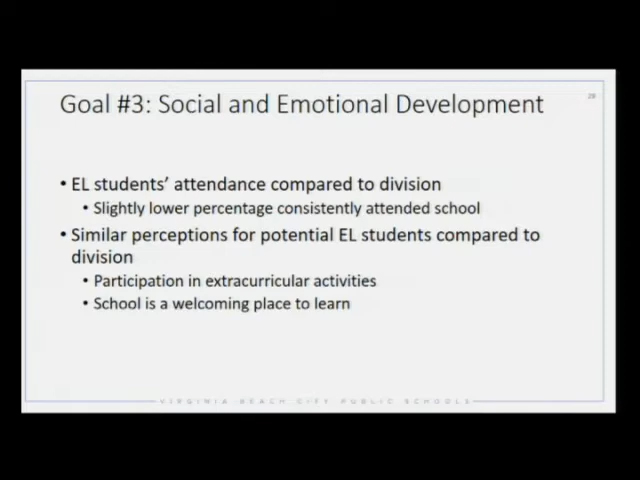 Goal #3: Social and Emotional Development
29
• EL students' attendance compared to division
• Slightly lower percentage consistently attended school
• Similar perceptions for potential EL students compared to
division
• Participation in extracurricular activities
• School is a welcoming place to learn
VIRGINIA BEACH CITY PUBLIC SCHOOLS